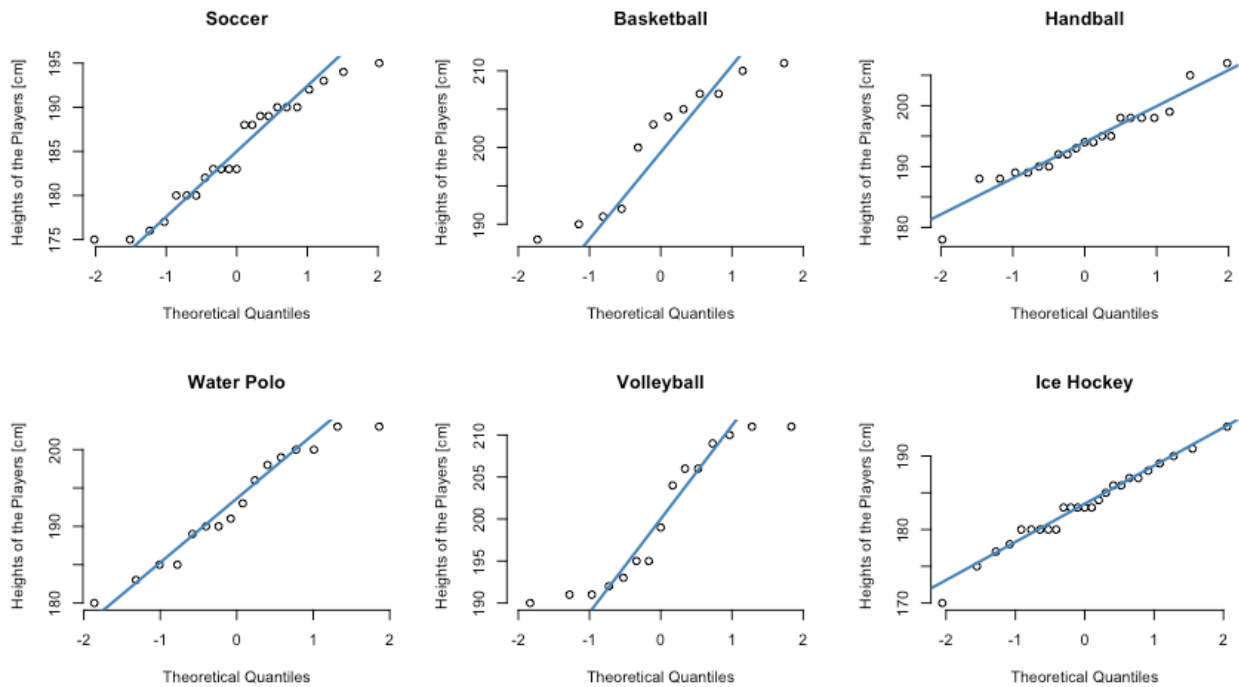 Soccer
Heights of the Players [cm]
175 180 185 190 195
-2 -1 0 1 2
Theoretical Quantiles
Basketball
Heights of the Players [cm]
190 200 210
-2 -1 0 1 2
Theoretical Quantiles
Handball
Heights of the Players [cm]
180 190 200
-2 -1 0 1 2
Theoretical Quantiles
Water Polo
Heights of the Players [cm]
180 190 200
-2 -1 0 1 2
Theoretical Quantiles
Volleyball
Heights of the Players [cm]
190 195 200 205 210
-2 -1 0 1 2
Theoretical Quantiles
Ice Hockey
Heights of the Players [cm]
170 180 190
-2 -1 0 1 2
Theoretical Quantiles